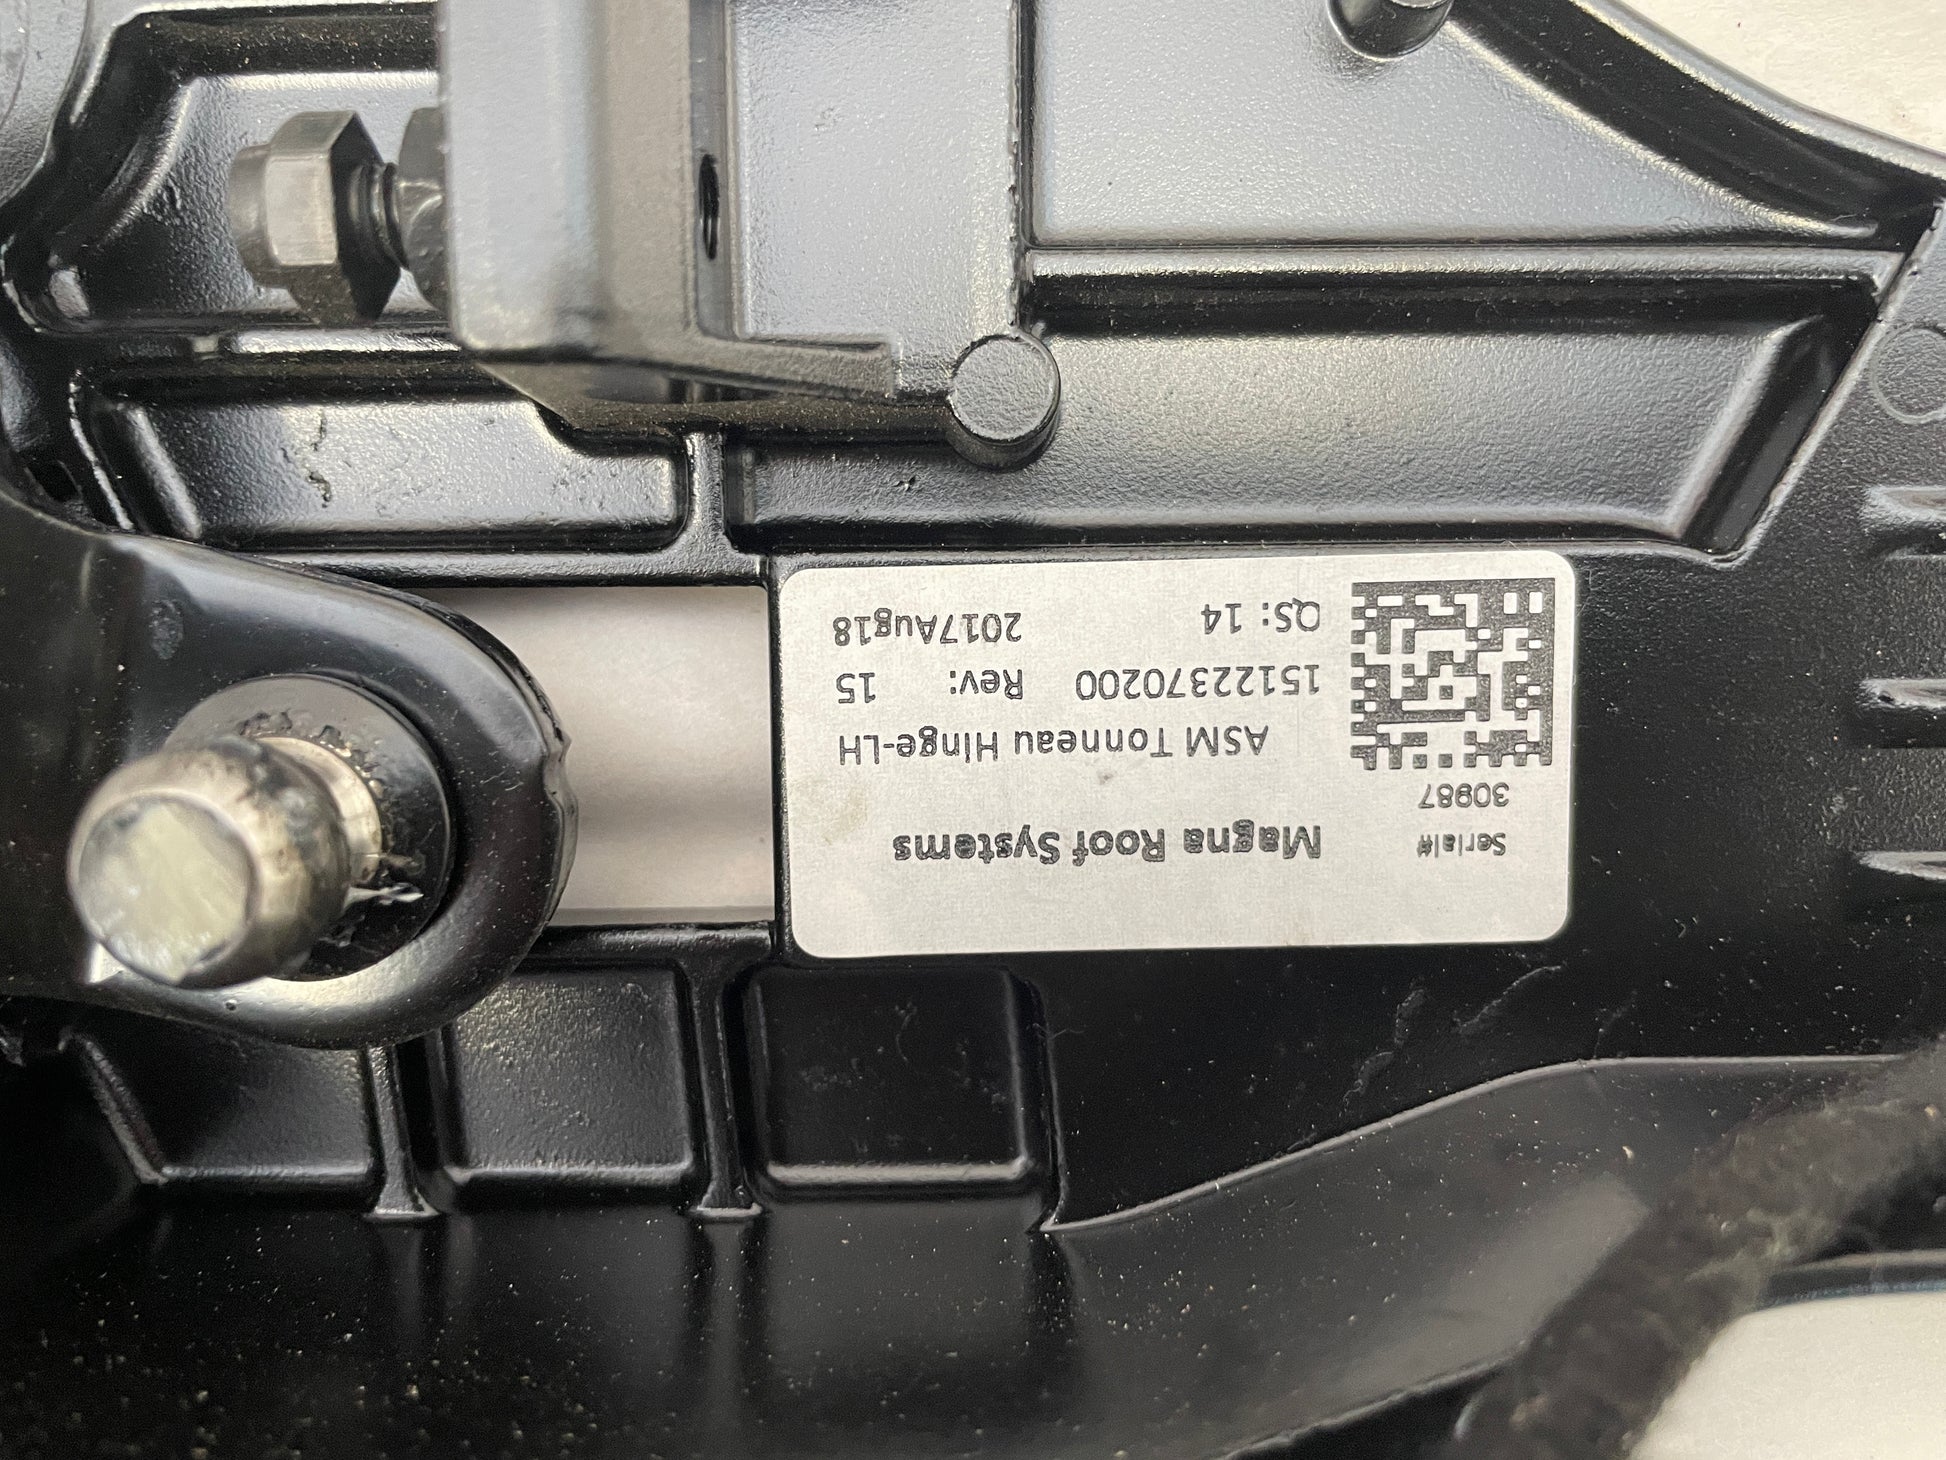 Serial#
30987
Magna Roof Systems
ASM Tonneau Hinge-LH
15122370200 Rev: 15
QS: 14 2017Aug18